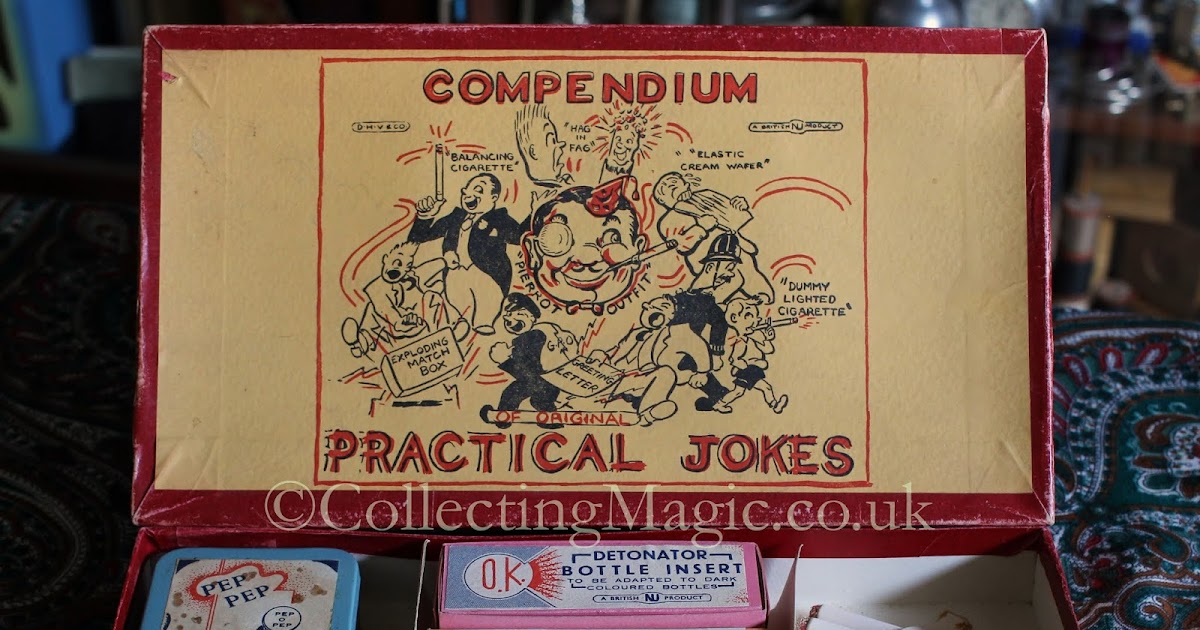 COMPENDIUM
D·H·V & CO
A BRITISH NU PRODUCT
"HAG
IN
FAG"
"BALANCING
CIGARETTE"
"ELASTIC
CREAM WAFER"
"PIERROT OUTFIT"
"DUMMY
LIGHTED
CIGARETTE"
EXPLODING
MATCH
BOX
G.P.O
GREETING
LETTER
OF ORIGINAL
PRACTICAL JOKES
©CollectingMagic.co.uk
PEP
PEP
PEP
O
PEP
O.K.
DETONATOR
BOTTLE INSERT
TO BE ADAPTED TO DARK
COLOURED BOTTLES
A BRITISH NU PRODUCT